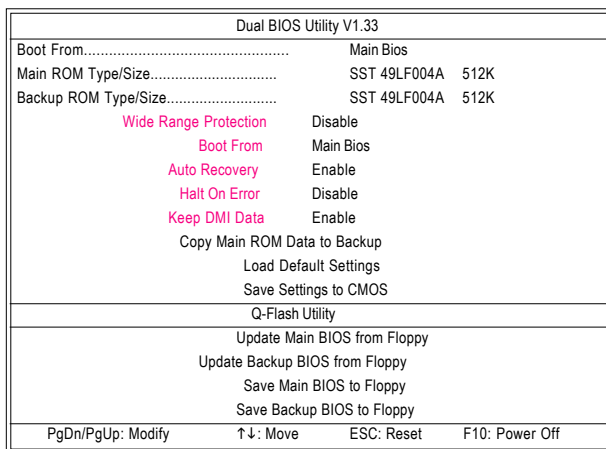 Dual BIOS Utility V1.33
Boot From................................................. Main Bios
Main ROM Type/Size............................... SST 49LF004A 512K
Backup ROM Type/Size........................... SST 49LF004A 512K
Wide Range Protection Disable
Boot From Main Bios
Auto Recovery Enable
Halt On Error Disable
Keep DMI Data Enable
Copy Main ROM Data to Backup
Load Default Settings
Save Settings to CMOS
Q-Flash Utility
Update Main BIOS from Floppy
Update Backup BIOS from Floppy
Save Main BIOS to Floppy
Save Backup BIOS to Floppy
PgDn/PgUp: Modify ↑↓: Move ESC: Reset F10: Power Off